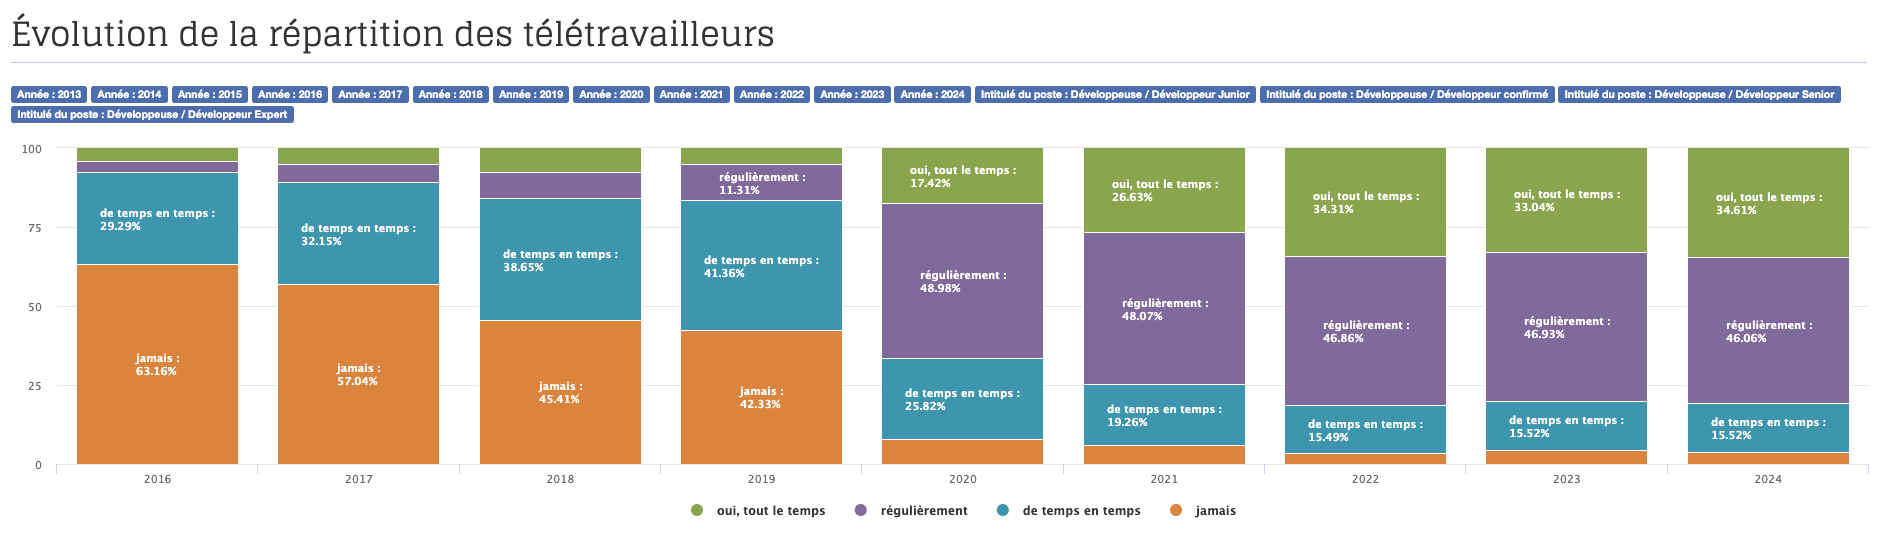 Évolution de la répartition des télétravailleurs
Année : 2013 Année : 2014 Année : 2015 Année : 2016 Année : 2017 Année : 2018 Année : 2019 Année : 2020 Année : 2021 Année : 2022 Année : 2023 Année : 2024 Intitulé du poste : Développeuse / Développeur Junior Intitulé du poste : Développeuse / Développeur confirmé Intitulé du poste : Développeuse / Développeur Senior
Intitulé du poste : Développeuse / Développeur Expert
100
75
50
25
0
de temps en temps :
29.29%
jamais :
63.16%
de temps en temps :
32.15%
jamais :
57.04%
de temps en temps :
38.65%
jamais :
45.41%
régulièrement :
11.31%
de temps en temps :
41.36%
jamais :
42.33%
oui, tout le temps :
17.42%
régulièrement :
48.98%
de temps en temps :
25.82%
oui, tout le temps :
26.63%
régulièrement :
48.07%
de temps en temps :
19.26%
oui, tout le temps :
34.31%
régulièrement :
46.86%
de temps en temps :
15.49%
oui, tout le temps :
33.04%
régulièrement :
46.93%
de temps en temps :
15.52%
oui, tout le temps :
34.61%
régulièrement :
46.06%
de temps en temps :
15.52%
2016 2017 2018 2019 2020 2021 2022 2023 2024
oui, tout le temps régulièrement de temps en temps jamais